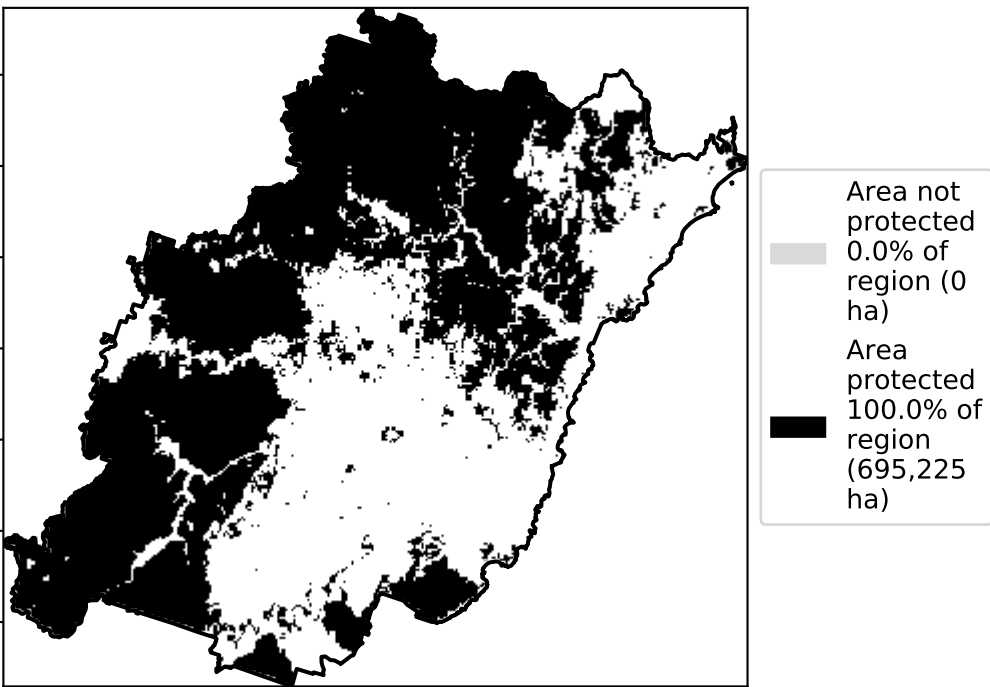 Area not
protected
0.0% of
region (0
ha)
Area
protected
100.0% of
region
(695,225
ha)